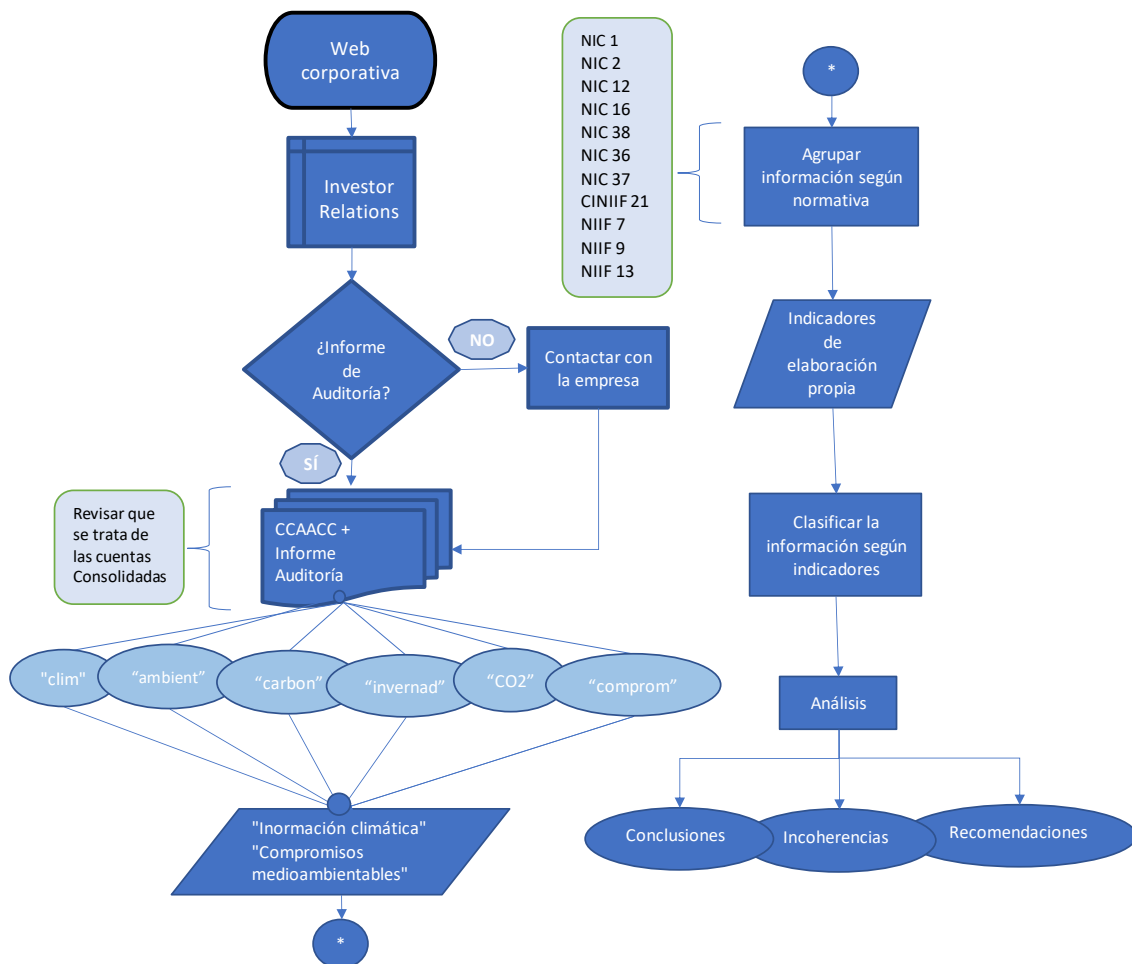 Web
corporativa
Investor
Relations
¿Informe
de
Auditoría?
NO
Contactar con
la empresa
SÍ
Revisar que
se trata de
las cuentas
Consolidadas
CCAACC +
Informe
Auditoría
"clim"
“ambient”
“carbon”
“invernad”
“CO2”
“comprom”
"Inormación climática"
"Compromisos
medioambientables"
*
*
NIC 1
NIC 2
NIC 12
NIC 16
NIC 38
NIC 36
NIC 37
CINIIF 21
NIIF 7
NIIF 9
NIIF 13
Agrupar
información según
normativa
Indicadores
de
elaboración
propia
Clasificar la
información según
indicadores
Análisis
Conclusiones
Incoherencias
Recomendaciones